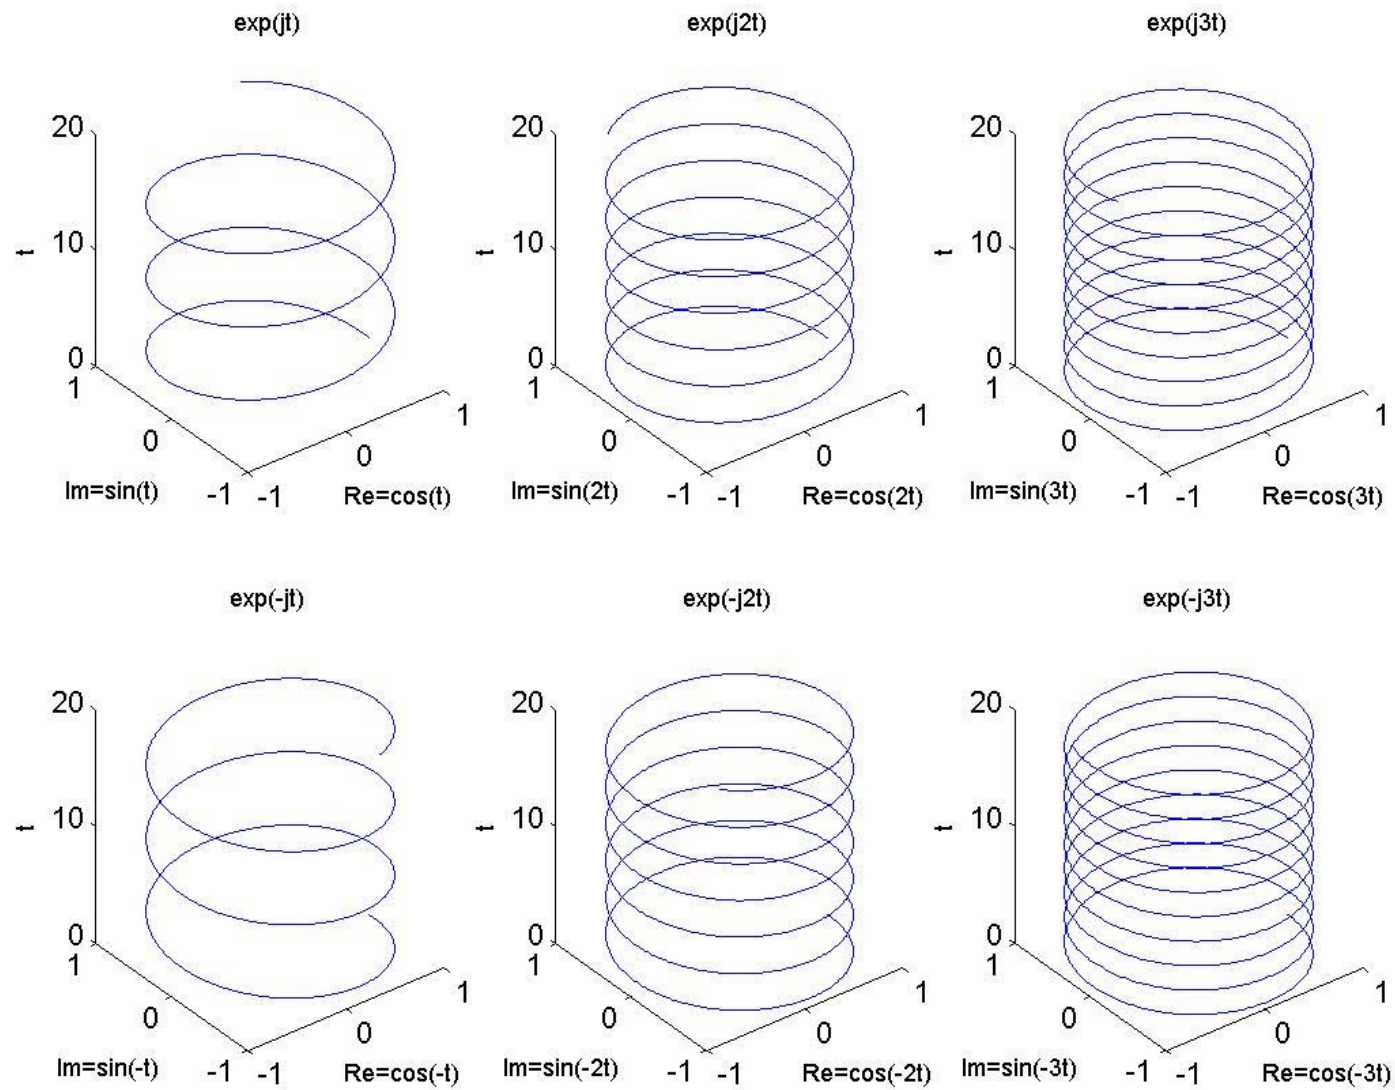 exp(jt) exp(j2t) exp(j3t)
20 20 20
10 10 10
t t t
0 0 0
1 1 1
1 1 1
0 0 0
0 0 0
Im=sin(t) -1 -1 Re=cos(t) Im=sin(2t) -1 -1 Re=cos(2t) Im=sin(3t) -1 -1 Re=cos(3t)
exp(-jt) exp(-j2t) exp(-j3t)
20 20 20
10 10 10
t t t
0 0 0
1 1 1
1 1 1
0 0 0
0 0 0
Im=sin(-t) -1 -1 Re=cos(-t) Im=sin(-2t) -1 -1 Re=cos(-2t) Im=sin(-3t) -1 -1 Re=cos(-3t)